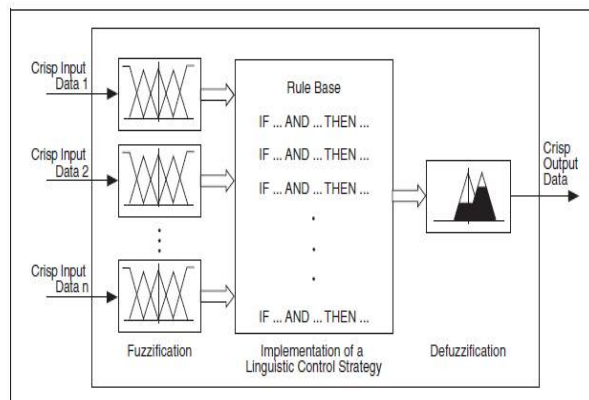 Crisp Input
Data 1
Crisp Input
Data 2
Crisp Input
Data n
Fuzzification
Rule Base
IF ... AND ... THEN ...
IF ... AND ... THEN ...
IF ... AND ... THEN ...
IF ... AND ... THEN ...
Implementation of a
Linguistic Control Strategy
Defuzzification
Crisp
Output
Data